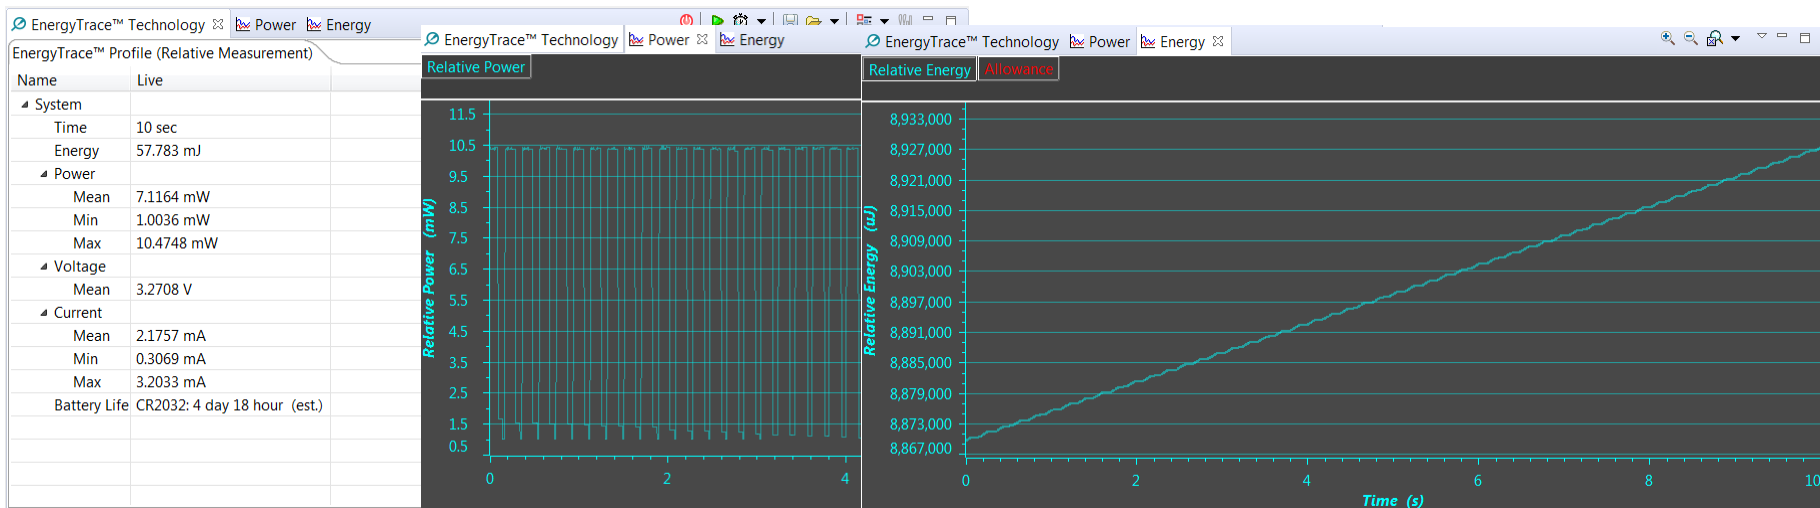 EnergyTrace™ Technology Power Energy
EnergyTrace™ Profile (Relative Measurement)
Name Live
System
Time 10 sec
Energy 57.783 mJ
Power
Mean 7.1164 mW
Min 1.0036 mW
Max 10.4748 mW
Voltage
Mean 3.2708 V
Current
Mean 2.1757 mA
Min 0.3069 mA
Max 3.2033 mA
Battery Life CR2032: 4 day 18 hour (est.)
EnergyTrace™ Technology Power Energy
Relative Power
Relative Power (mW)
11.5
10.5
9.5
8.5
7.5
6.5
5.5
4.5
3.5
2.5
1.5
0.5
0 2 4
EnergyTrace™ Technology Power Energy
Relative Energy Allowance
Relative Energy (uJ)
8,933,000
8,927,000
8,921,000
8,915,000
8,909,000
8,903,000
8,897,000
8,891,000
8,885,000
8,879,000
8,873,000
8,867,000
0 2 4 6 8 10
Time (s)